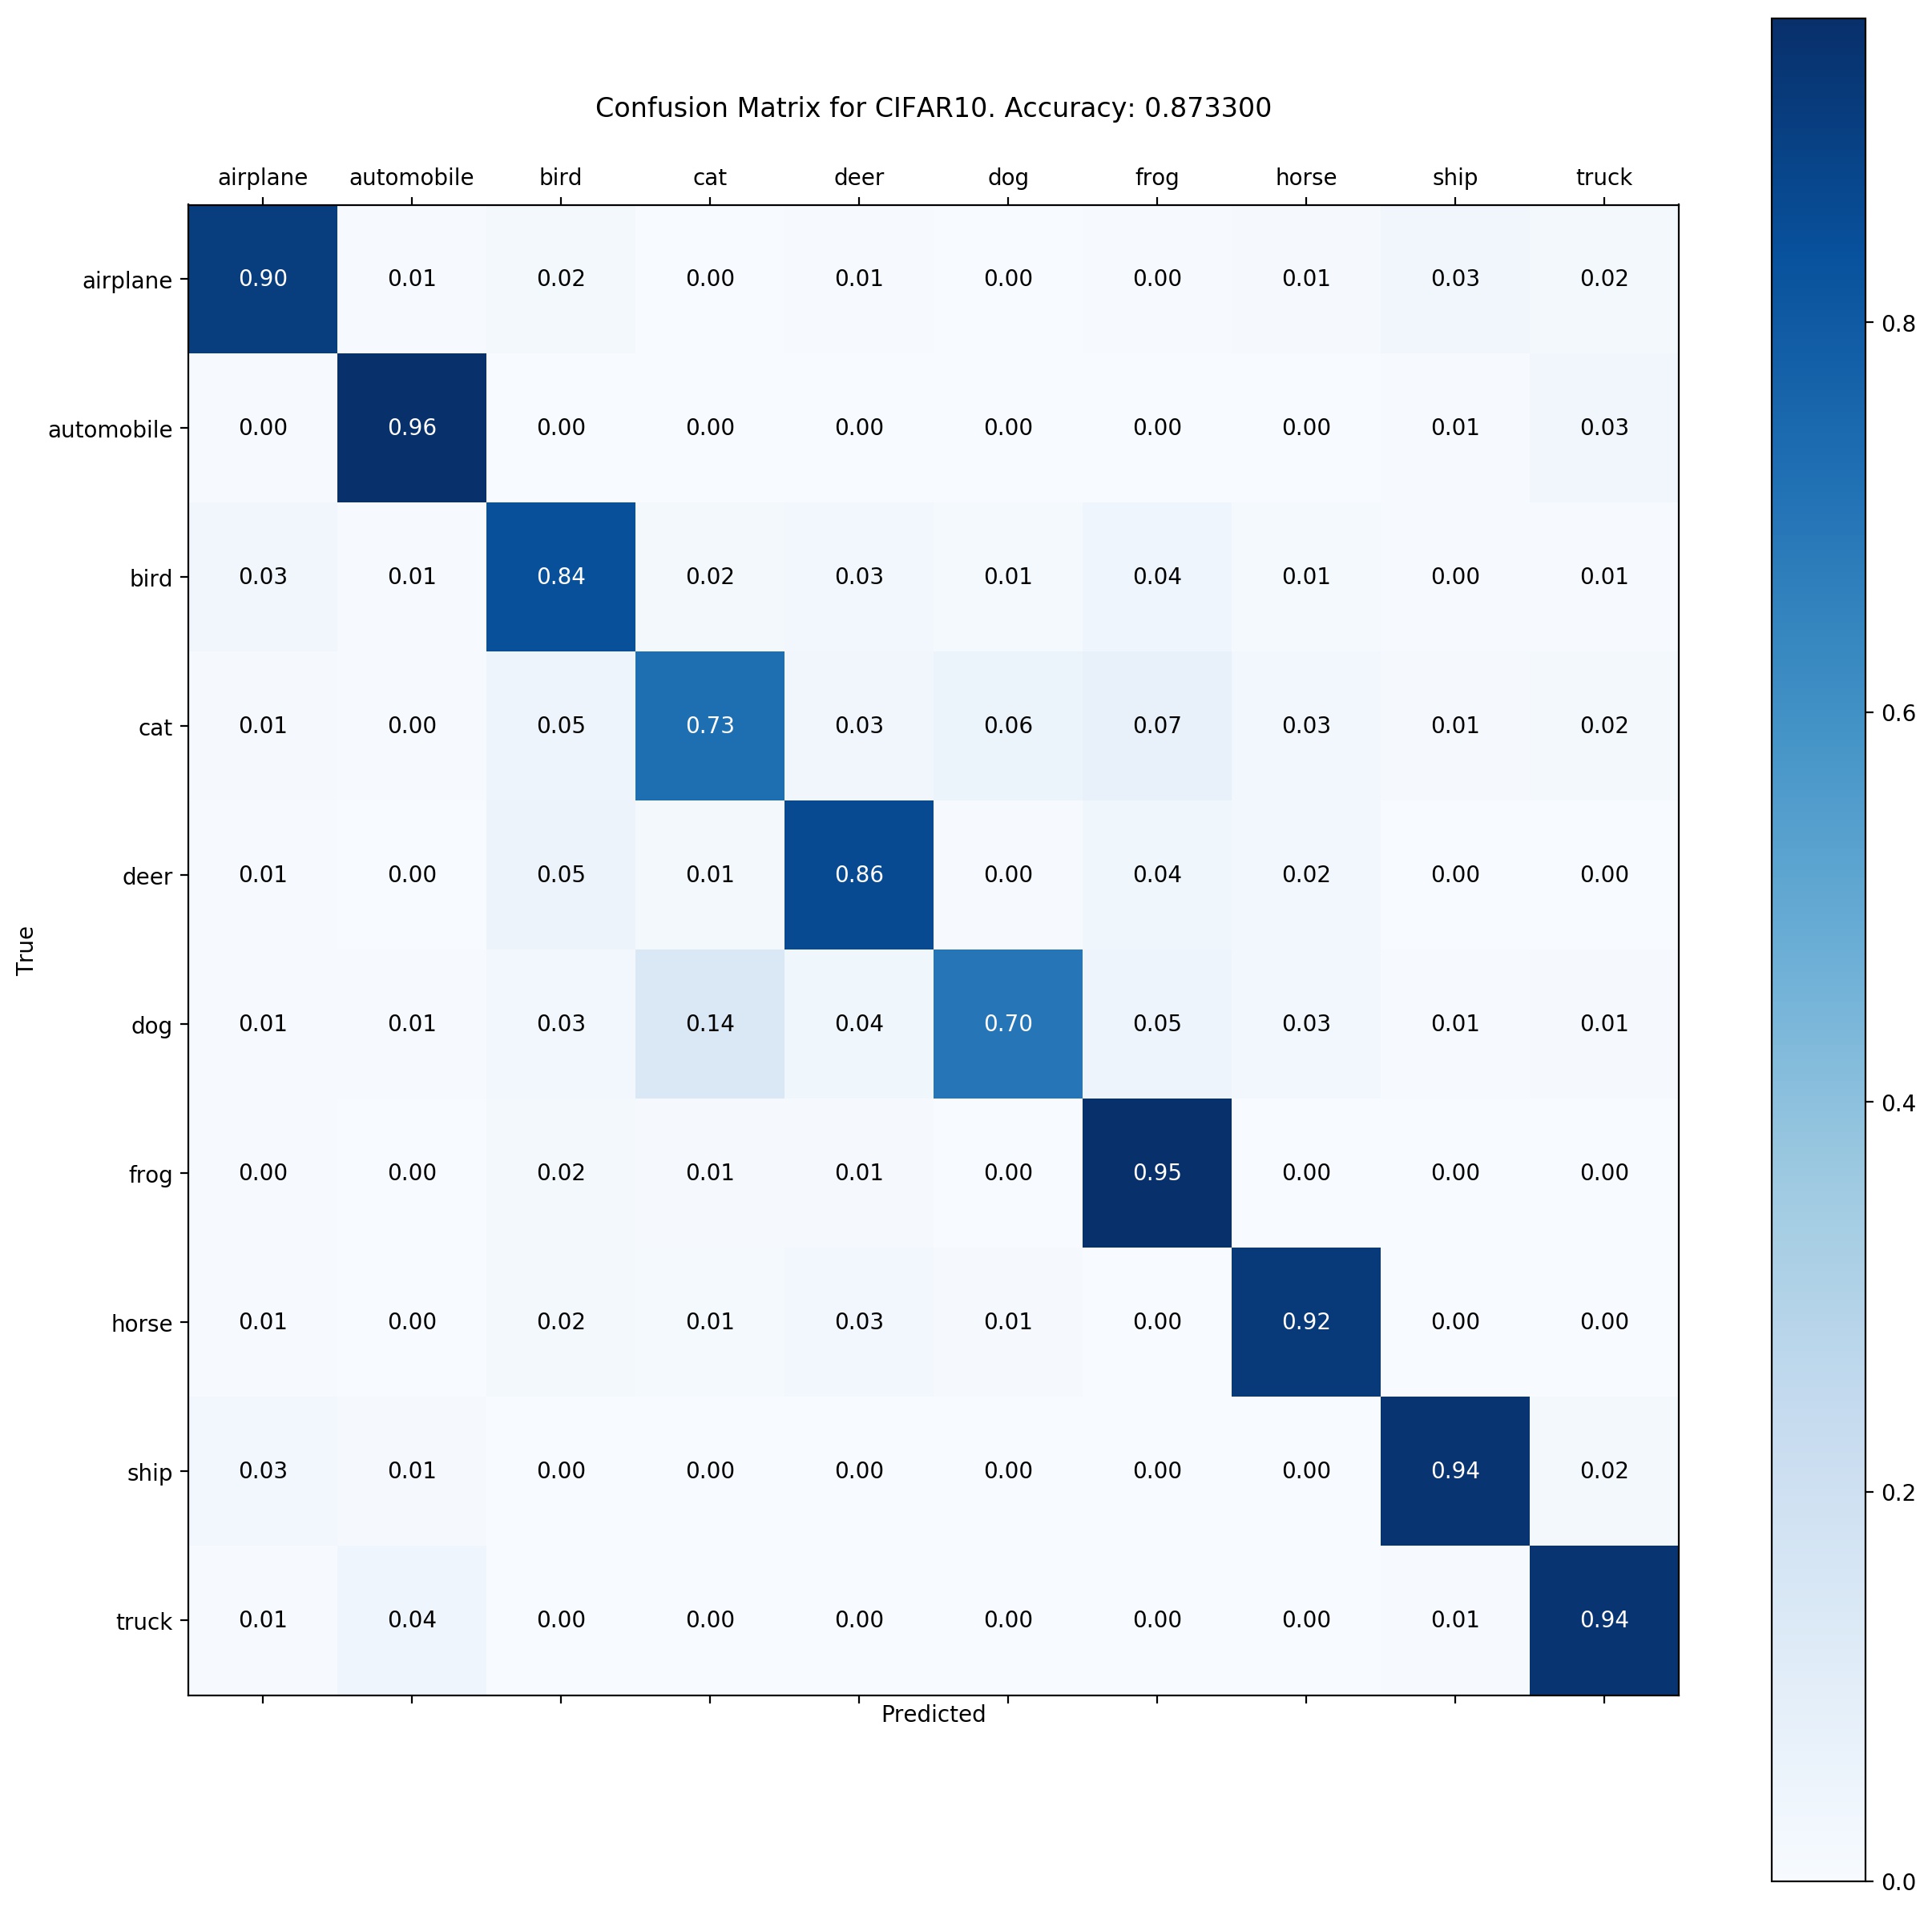 Confusion Matrix for CIFAR10. Accuracy: 0.873300
airplane automobile bird cat deer dog frog horse ship truck
airplane 0.90 0.01 0.02 0.00 0.01 0.00 0.00 0.01 0.03 0.02
automobile 0.00 0.96 0.00 0.00 0.00 0.00 0.00 0.00 0.01 0.03
bird 0.03 0.01 0.84 0.02 0.03 0.01 0.04 0.01 0.00 0.01
cat 0.01 0.00 0.05 0.73 0.03 0.06 0.07 0.03 0.01 0.02
deer 0.01 0.00 0.05 0.01 0.86 0.00 0.04 0.02 0.00 0.00
dog 0.01 0.01 0.03 0.14 0.04 0.70 0.05 0.03 0.01 0.01
frog 0.00 0.00 0.02 0.01 0.01 0.00 0.95 0.00 0.00 0.00
horse 0.01 0.00 0.02 0.01 0.03 0.01 0.00 0.92 0.00 0.00
ship 0.03 0.01 0.00 0.00 0.00 0.00 0.00 0.00 0.94 0.02
truck 0.01 0.04 0.00 0.00 0.00 0.00 0.00 0.00 0.01 0.94
True
Predicted
0.8
0.6
0.4
0.2
0.0